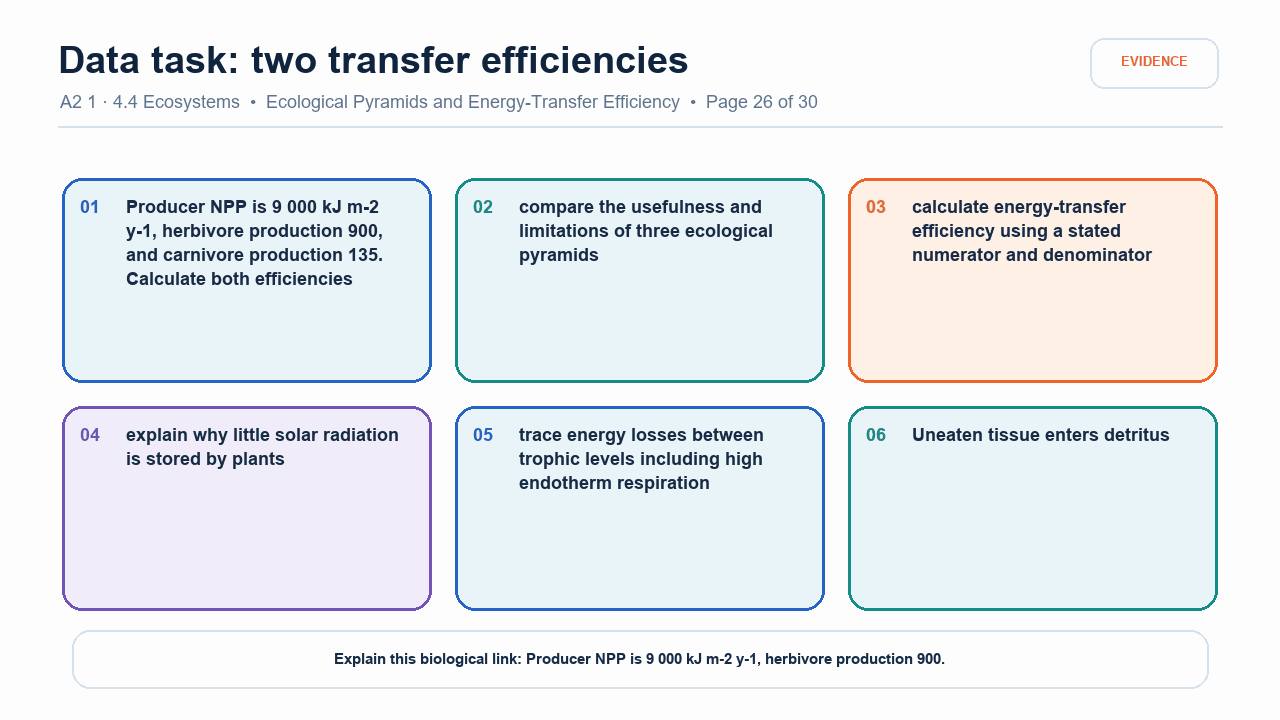 Data task: two transfer efficiencies
EVIDENCE
A2 1 · 4.4 Ecosystems • Ecological Pyramids and Energy-Transfer Efficiency • Page 26 of 30
01
Producer NPP is 9 000 kJ m-2
y-1, herbivore production 900,
and carnivore production 135.
Calculate both efficiencies
02
compare the usefulness and
limitations of three ecological
pyramids
03
calculate energy-transfer
efficiency using a stated
numerator and denominator
04
explain why little solar radiation
is stored by plants
05
trace energy losses between
trophic levels including high
endotherm respiration
06
Uneaten tissue enters detritus
Explain this biological link: Producer NPP is 9 000 kJ m-2 y-1, herbivore production 900.